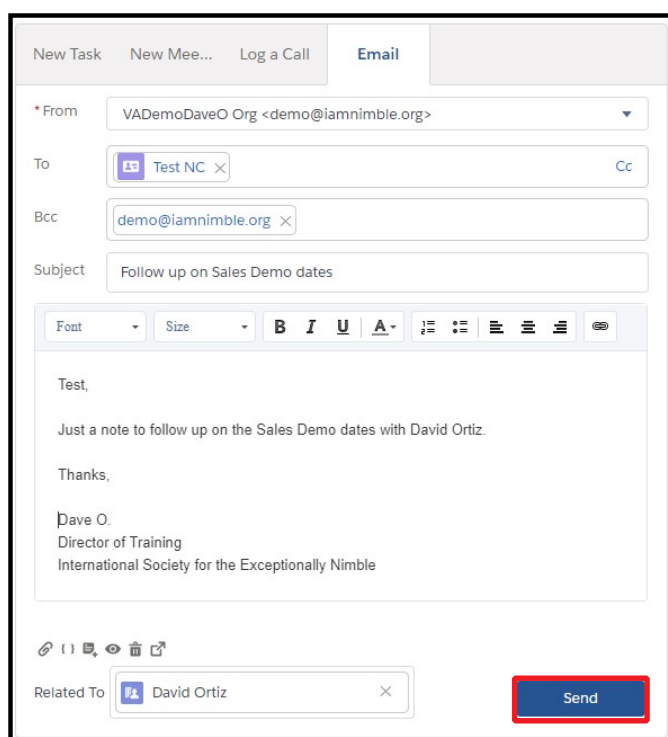 New Task New Mee... Log a Call Email
*From VADemoDaveO Org <demo@iamnimble.org>
To Test NC × Cc
Bcc demo@iamnimble.org ×
Subject Follow up on Sales Demo dates
Font Size B I U A
Test,
Just a note to follow up on the Sales Demo dates with David Ortiz.
Thanks,
Dave O.
Director of Training
International Society for the Exceptionally Nimble
Related To David Ortiz × Send